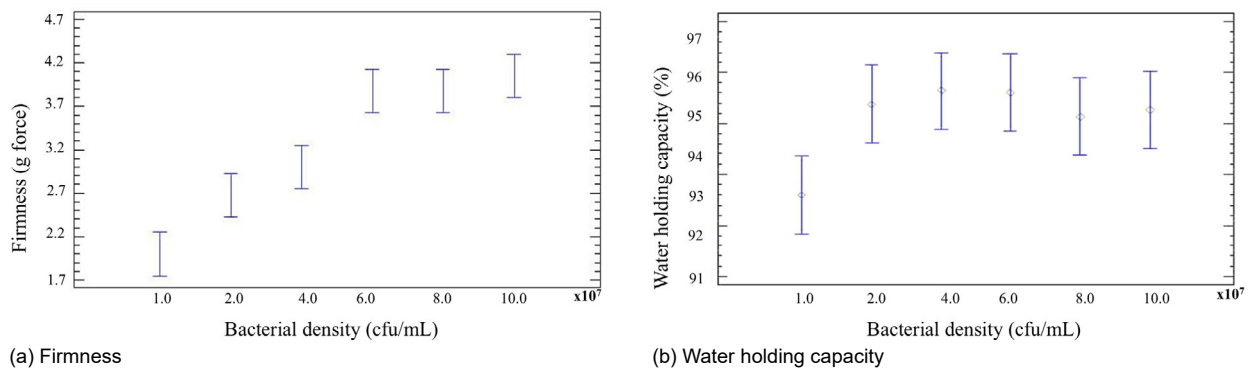 Firmness (g force)
4.7
4.2
3.7
3.2
2.7
2.2
1.7
1.0 2.0 4.0 6.0 8.0 10.0 x10⁷
Bacterial density (cfu/mL)
(a) Firmness
Water holding capacity (%)
97
96
95
94
93
92
91
1.0 2.0 4.0 6.0 8.0 10.0 x10⁷
Bacterial density (cfu/mL)
(b) Water holding capacity